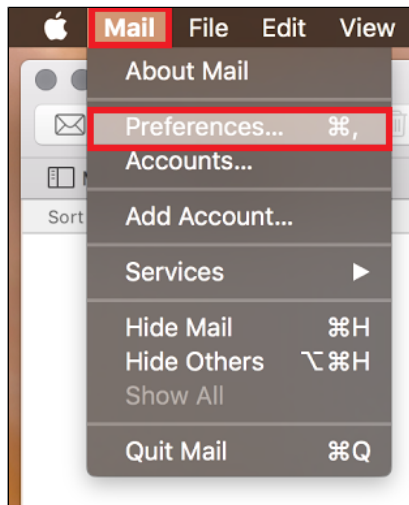 Mail File Edit View
About Mail
Preferences... ⌘,
Accounts...
Sort
Add Account...
Services ▶
Hide Mail ⌘H
Hide Others ⌥⌘H
Show All
Quit Mail ⌘Q